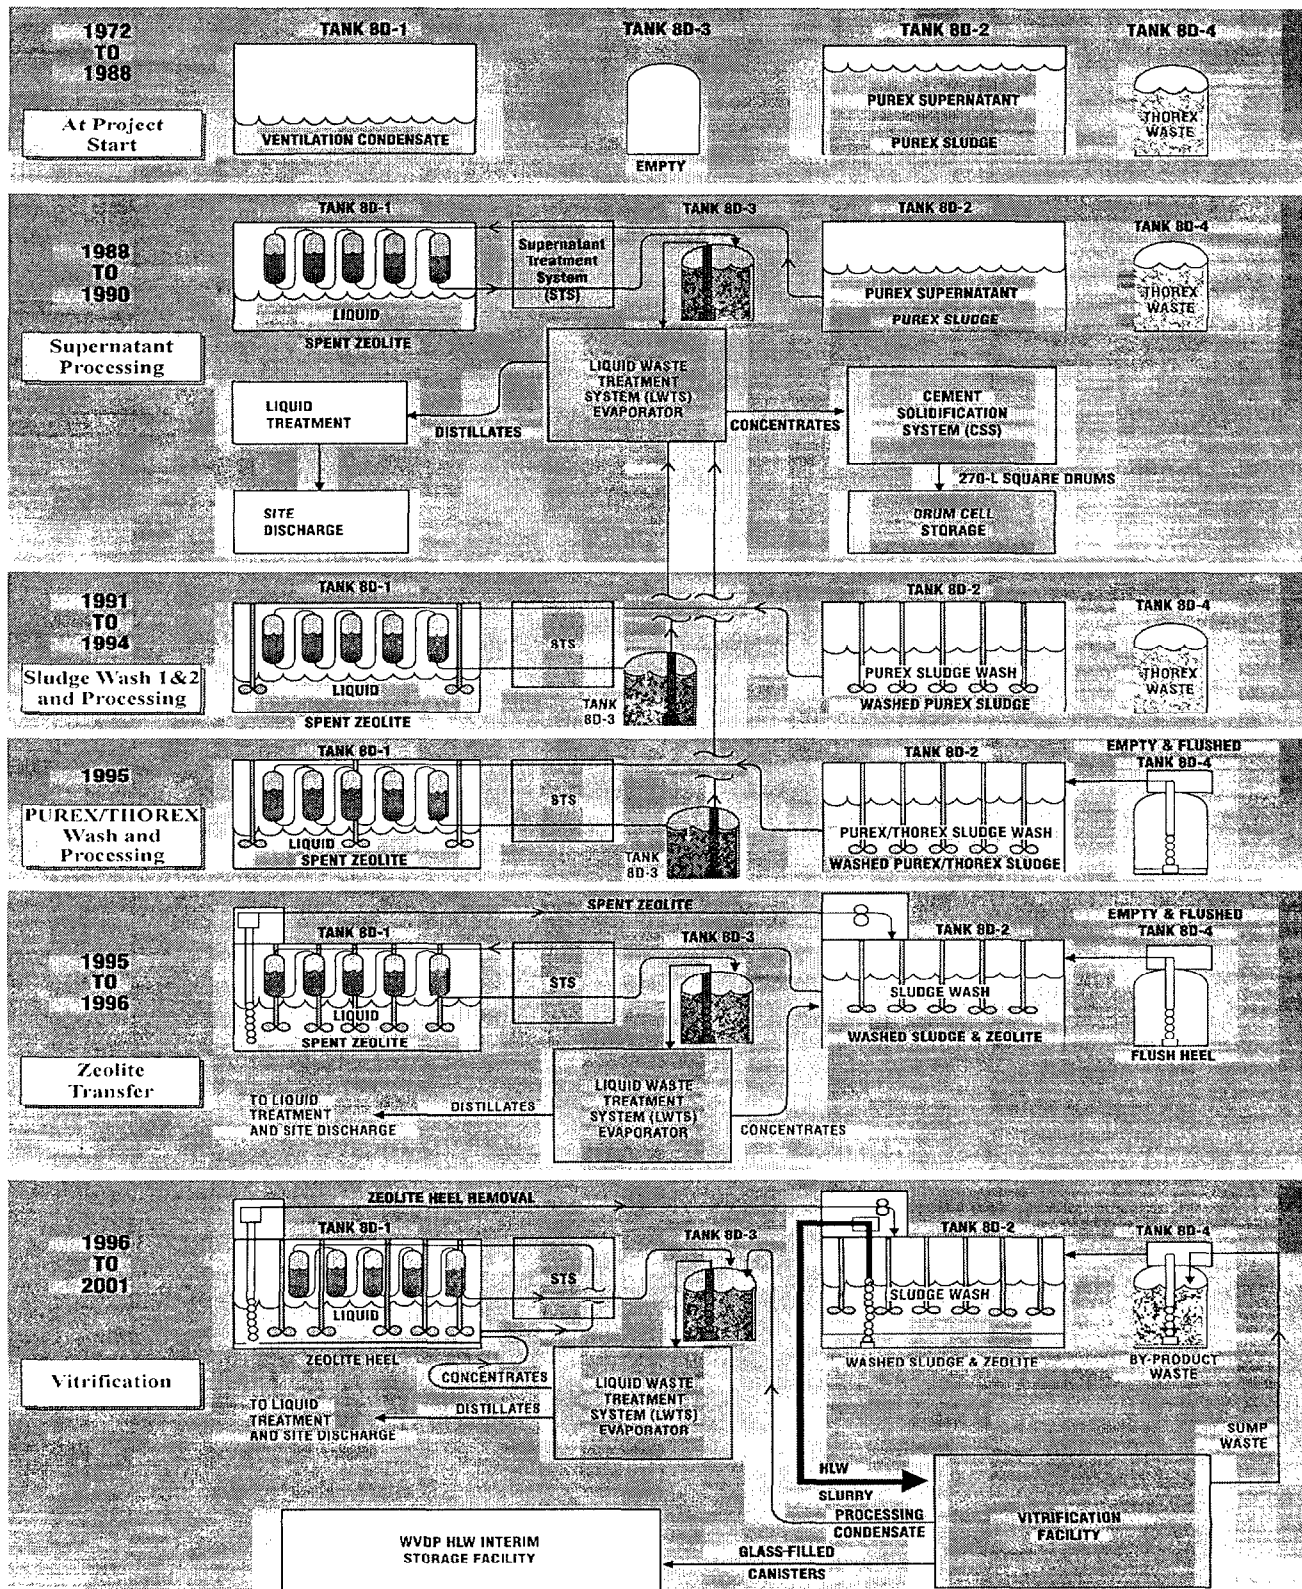 1972
TO
1988
At Project
Start
TANK 8D-1
VENTILATION CONDENSATE
TANK 8D-3
EMPTY
TANK 8D-2
PUREX SUPERNATANT
PUREX SLUDGE
TANK 8D-4
THOREX
WASTE
1988
TO
1990
Supernatant
Processing
TANK 8D-1
LIQUID
SPENT ZEOLITE
Supernatant
Treatment
System
(STS)
TANK 8D-3
TANK 8D-2
PUREX SUPERNATANT
PUREX SLUDGE
TANK 8D-4
THOREX
WASTE
LIQUID
TREATMENT
DISTILLATES
LIQUID WASTE
TREATMENT
SYSTEM (LWTS)
EVAPORATOR
CONCENTRATES
CEMENT
SOLIDIFICATION
SYSTEM (CSS)
270-L SQUARE DRUMS
SITE
DISCHARGE
DRUM CELL
STORAGE
1991
TO
1994
Sludge Wash 1&2
and Processing
TANK 8D-1
LIQUID
SPENT ZEOLITE
STS
TANK
8D-3
TANK 8D-2
PUREX SLUDGE WASH
WASHED PUREX SLUDGE
TANK 8D-4
THOREX
WASTE
1995
PUREX/THOREX
Wash and
Processing
TANK 8D-1
LIQUID
SPENT ZEOLITE
STS
TANK
8D-3
TANK 8D-2
PUREX/THOREX SLUDGE WASH
WASHED PUREX/THOREX SLUDGE
EMPTY & FLUSHED
TANK 8D-4
1995
TO
1996
Zeolite
Transfer
SPENT ZEOLITE
TANK 8D-1
LIQUID
SPENT ZEOLITE
STS
TANK 8D-3
TANK 8D-2
SLUDGE WASH
WASHED SLUDGE & ZEOLITE
EMPTY & FLUSHED
TANK 8D-4
FLUSH HEEL
TO LIQUID
TREATMENT
AND SITE DISCHARGE
DISTILLATES
LIQUID WASTE
TREATMENT
SYSTEM (LWTS)
EVAPORATOR
CONCENTRATES
1996
TO
2001
Vitrification
ZEOLITE HEEL REMOVAL
TANK 8D-1
LIQUID
ZEOLITE HEEL
STS
TANK 8D-3
TANK 8D-2
SLUDGE WASH
WASHED SLUDGE & ZEOLITE
TANK 8D-4
BY-PRODUCT
WASTE
CONCENTRATES
DISTILLATES
TO LIQUID
TREATMENT
AND SITE DISCHARGE
LIQUID WASTE
TREATMENT
SYSTEM (LWTS)
EVAPORATOR
SUMP
WASTE
HLW
SLURRY
PROCESSING
CONDENSATE
VITRIFICATION
FACILITY
WVDP HLW INTERIM
STORAGE FACILITY
GLASS-FILLED
CANISTERS